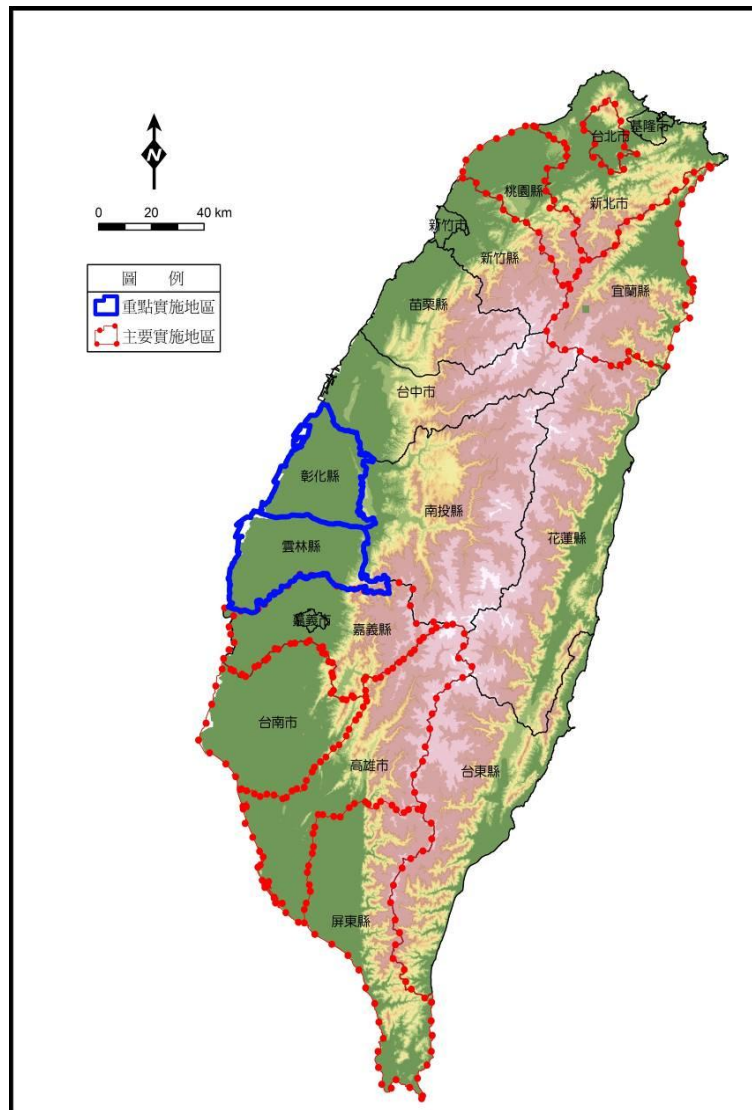 N
0 20 40 km
圖 例
重點實施地區
主要實施地區
基隆市
台北市
桃園縣
新北市
新竹市
新竹縣
宜蘭縣
苗栗縣
台中市
彰化縣
南投縣
花蓮縣
雲林縣
嘉義市
嘉義縣
台南市
高雄市
台東縣
屏東縣